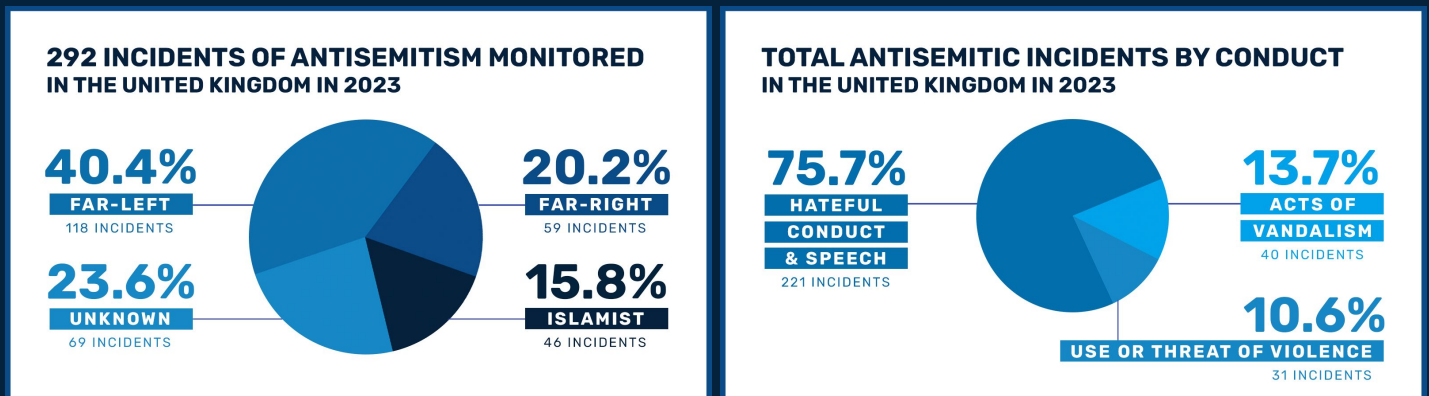 292 INCIDENTS OF ANTISEMITISM MONITORED
IN THE UNITED KINGDOM IN 2023
40.4%
FAR-LEFT
118 INCIDENTS
20.2%
FAR-RIGHT
59 INCIDENTS
23.6%
UNKNOWN
69 INCIDENTS
15.8%
ISLAMIST
46 INCIDENTS
TOTAL ANTISEMITIC INCIDENTS BY CONDUCT
IN THE UNITED KINGDOM IN 2023
75.7%
HATEFUL
CONDUCT
& SPEECH
221 INCIDENTS
13.7%
ACTS OF
VANDALISM
40 INCIDENTS
10.6%
USE OR THREAT OF VIOLENCE
31 INCIDENTS